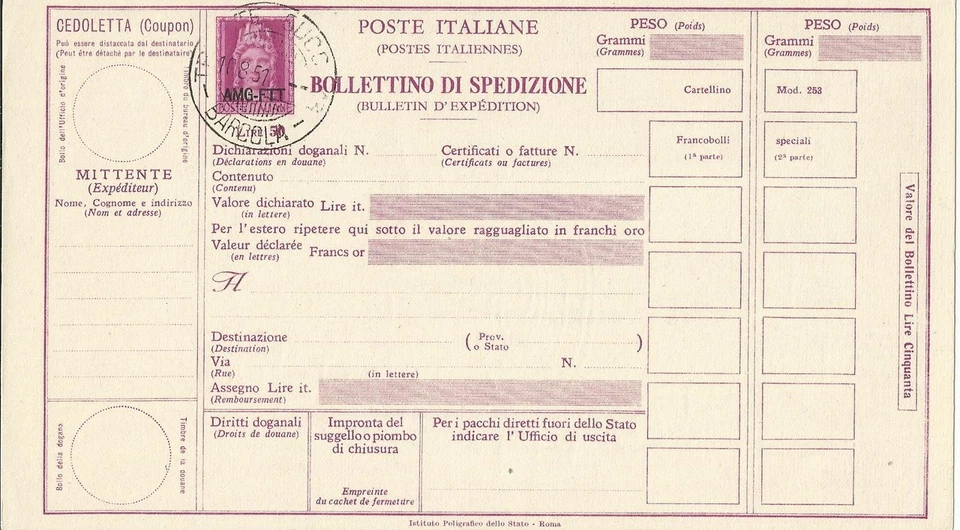 CEDOLETTA (Coupon)
Può essere distaccata dal destinatario
(Peut être détaché par le destinataire)
Bollo dell'Ufficio d'origine
Timbre du bureau d'origine
MITTENTE
(Expéditeur)
Nome, Cognome e indirizzo
(Nom et adresse)
Bollo della dogana
Timbre de la douane
10.8.51
BARCOLA
AMG-FTT
POSTE ITALIANE
LIRE 50
POSTE ITALIANE
(POSTES ITALIENNES)
BOLLETTINO DI SPEDIZIONE
(BULLETIN D'EXPÉDITION)
Dichiarazioni doganali N.
(Déclarations en douane)
Certificati o fatture N.
(Certificats ou factures)
Contenuto
(Contenu)
Valore dichiarato Lire it.
(in lettere)
Per l'estero ripetere qui sotto il valore ragguagliato in franchi oro
Valeur déclarée Francs or
(en lettres)
A
Destinazione
(Destination)
( Prov. o Stato )
Via
(Rue)
N.
(in lettere)
Assegno Lire it.
(Remboursement)
Diritti doganali
(Droits de douane)
Impronta del
suggello o piombo
di chiusura
Empreinte
du cachet de fermeture
Per i pacchi diretti fuori dello Stato
indicare l'Ufficio di uscita
PESO (Poids)
Grammi
(Grammes)
Cartellino
Francobolli
(1ª parte)
PESO (Poids)
Grammi
(Grammes)
Mod. 253
speciali
(2ª parte)
Valore del Bollettino Lire Cinquanta
Istituto Poligrafico dello Stato - Roma